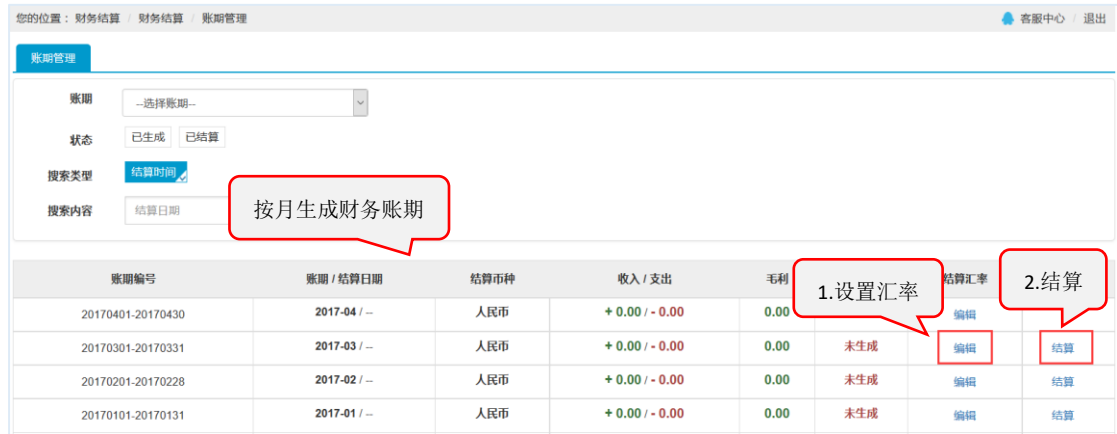 您的位置： 财务结算 / 财务结算 / 账期管理 客服中心 / 退出
账期管理
账期 --选择账期--
状态 已生成 已结算
搜索类型 结算时间
搜索内容 结算日期
按月生成财务账期
1.设置汇率
2.结算
账期编号 账期 / 结算日期 结算币种 收入 / 支出 毛利 结算汇率
20170401-20170430 2017-04 / -- 人民币 + 0.00 / - 0.00 0.00 编辑
20170301-20170331 2017-03 / -- 人民币 + 0.00 / - 0.00 0.00 未生成 编辑 结算
20170201-20170228 2017-02 / -- 人民币 + 0.00 / - 0.00 0.00 未生成 编辑 结算
20170101-20170131 2017-01 / -- 人民币 + 0.00 / - 0.00 0.00 未生成 编辑 结算